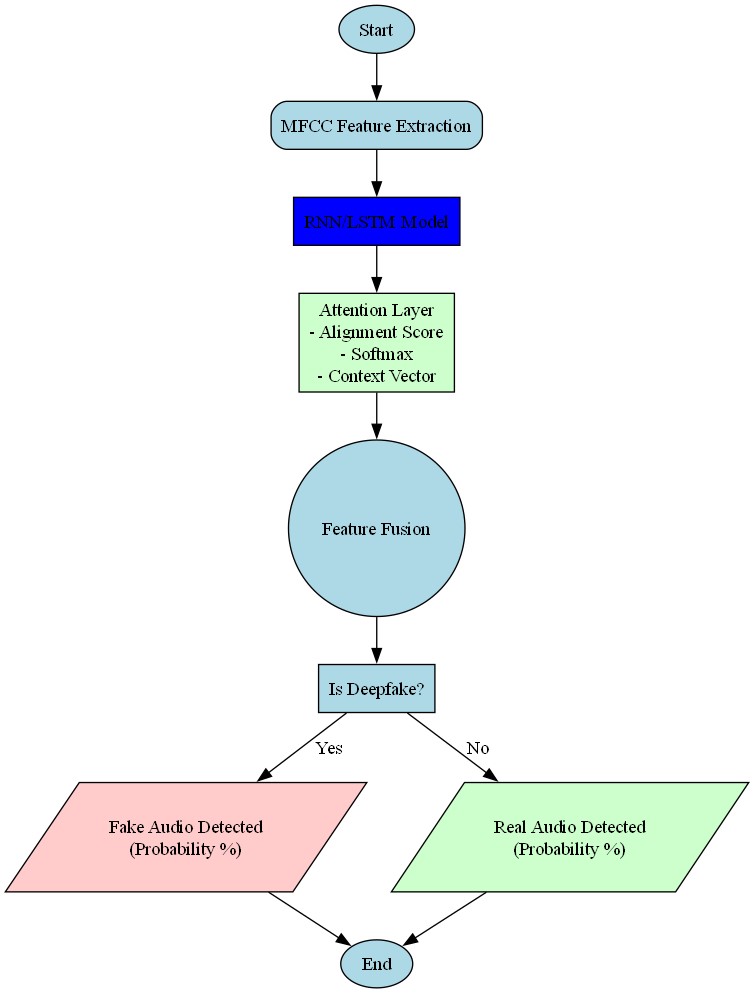 Start
MFCC Feature Extraction
RNN/LSTM Model
Attention Layer
- Alignment Score
- Softmax
- Context Vector
Feature Fusion
Is Deepfake?
Yes
No
Fake Audio Detected
(Probability %)
Real Audio Detected
(Probability %)
End